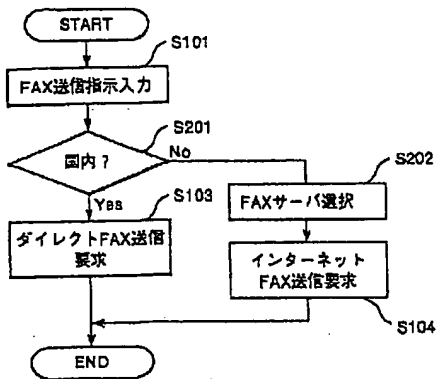 START
S101
FAX送信指示入力
S201
国内？
No
S202
Yes
S103
FAXサーバ選択
ダイレクトFAX送信
要求
インターネット
FAX送信要求
S104
END